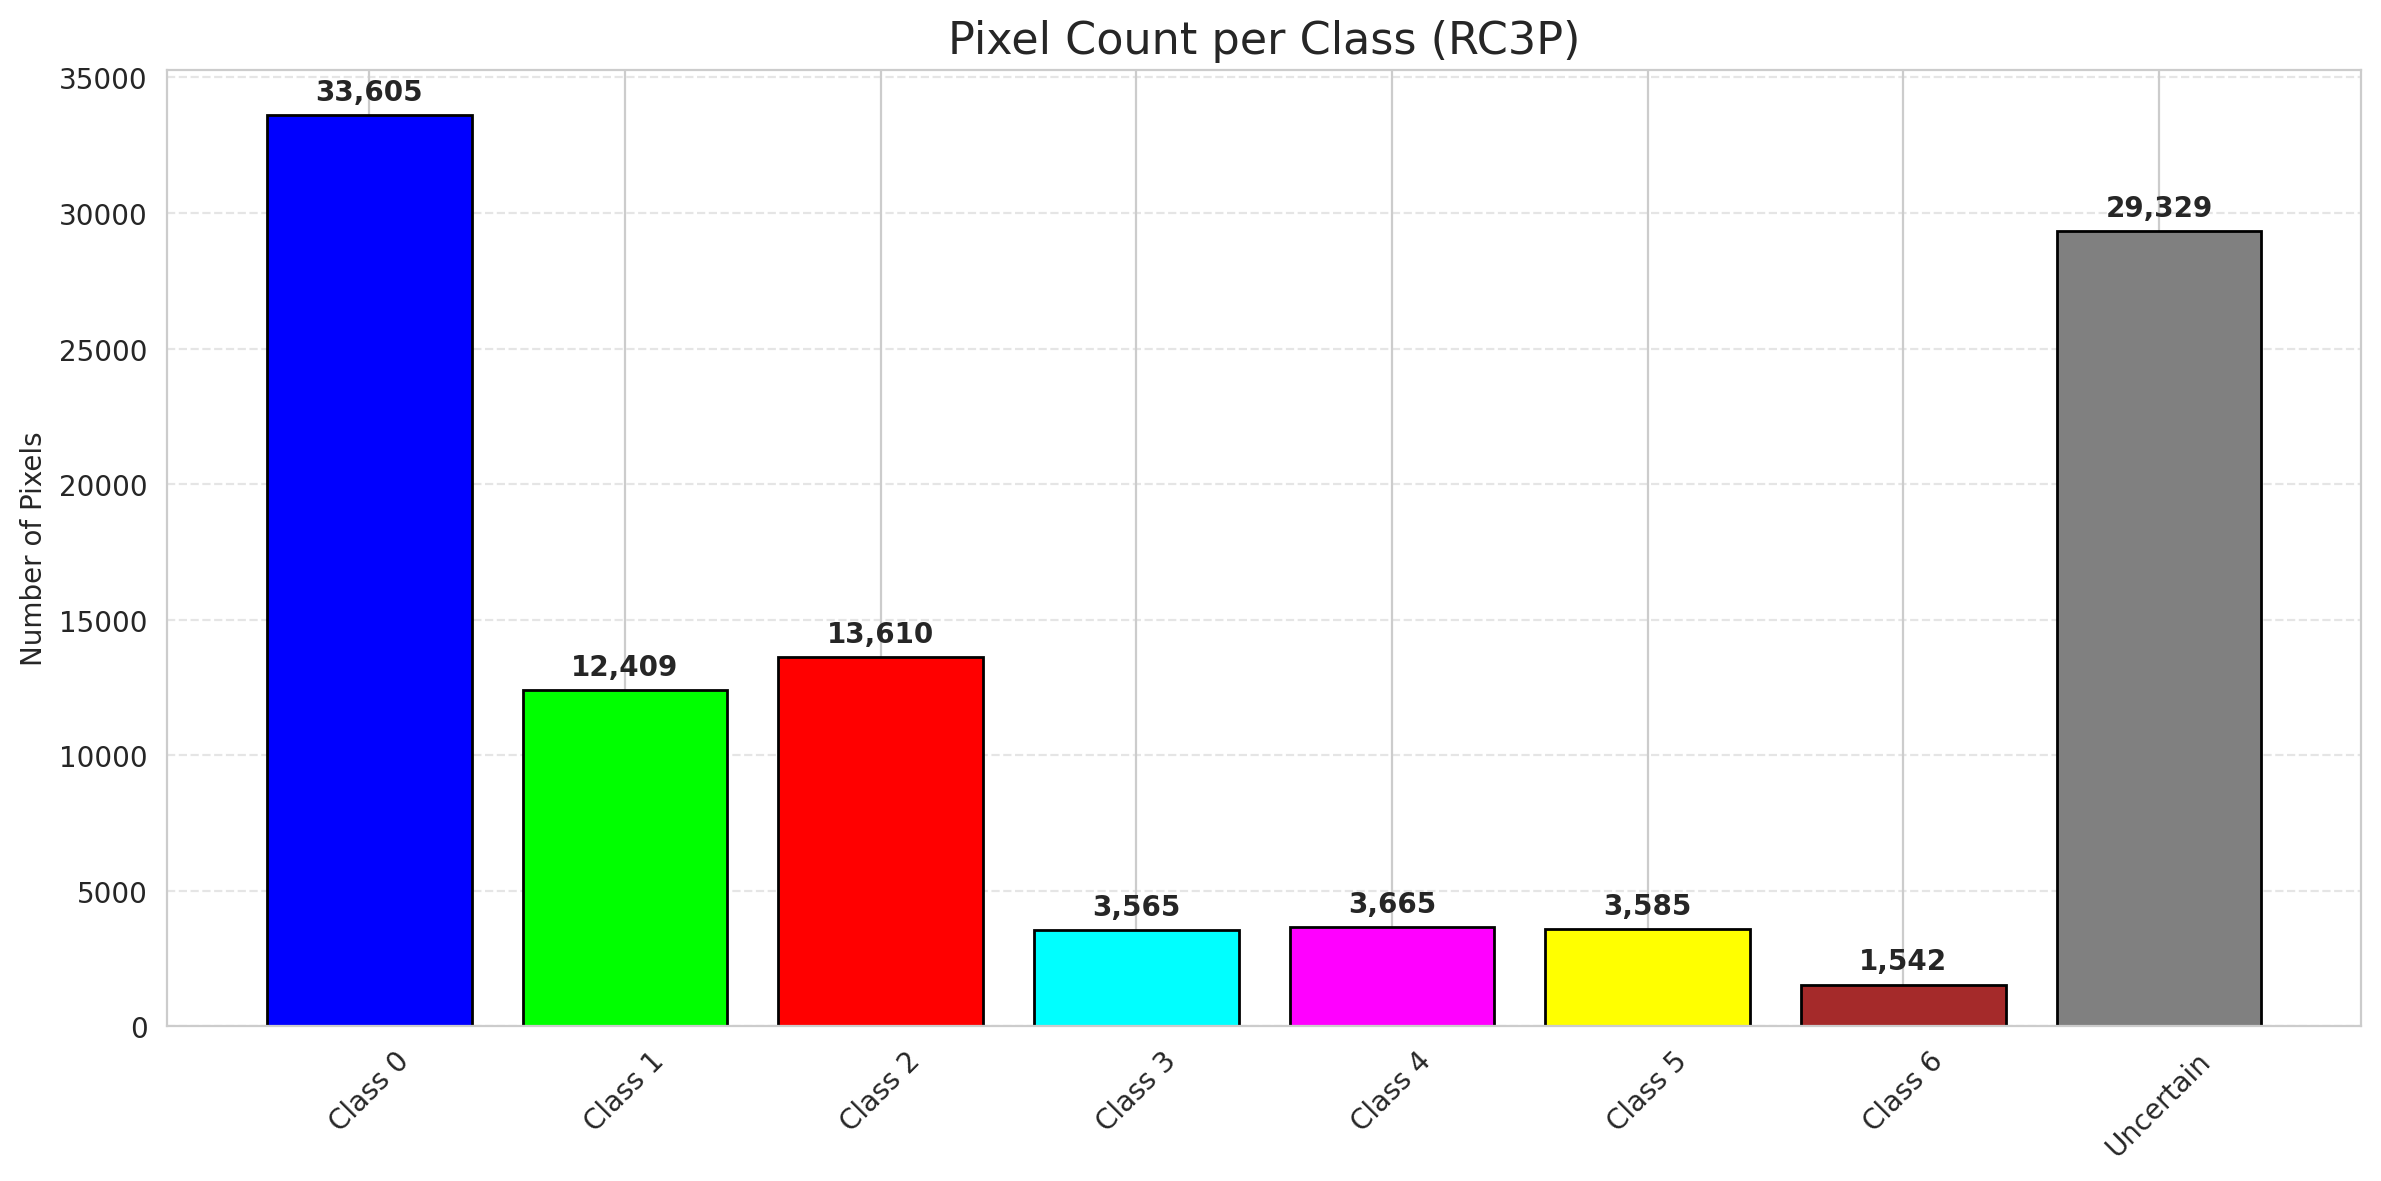 Pixel Count per Class (RC3P)
Number of Pixels
35000
30000
25000
20000
15000
10000
5000
0
33,605
12,409
13,610
3,565
3,665
3,585
1,542
29,329
Class 0
Class 1
Class 2
Class 3
Class 4
Class 5
Class 6
Uncertain